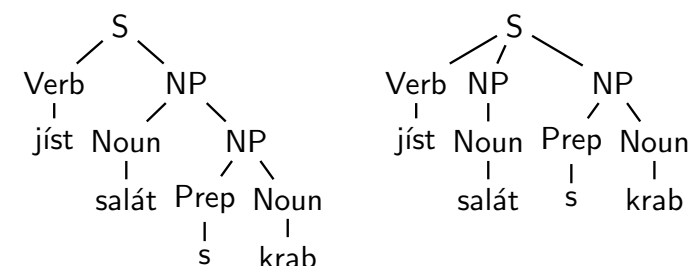 S S
Verb NP Verb NP NP
jíst Noun NP jíst Noun Prep Noun
salát Prep Noun salát s krab
s krab